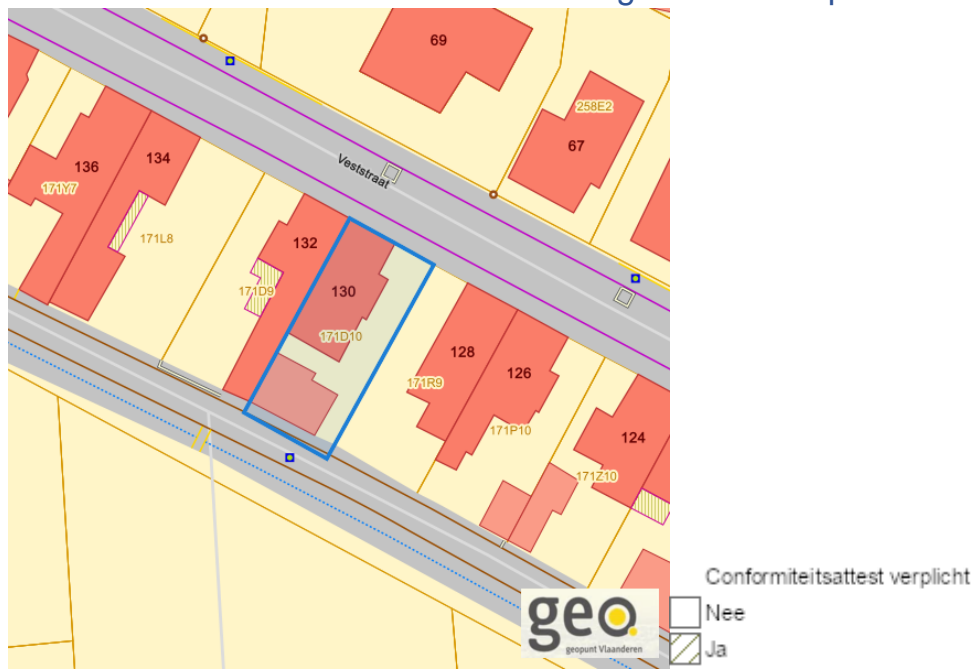 69
258E2
67
Veststraat
136
134
171Y7
171L8
132
171D9
130
171D10
128
171R9
126
171P10
124
171Z10
geo.
geopunt Vlaanderen
Conformiteitsattest verplicht
Nee
Ja